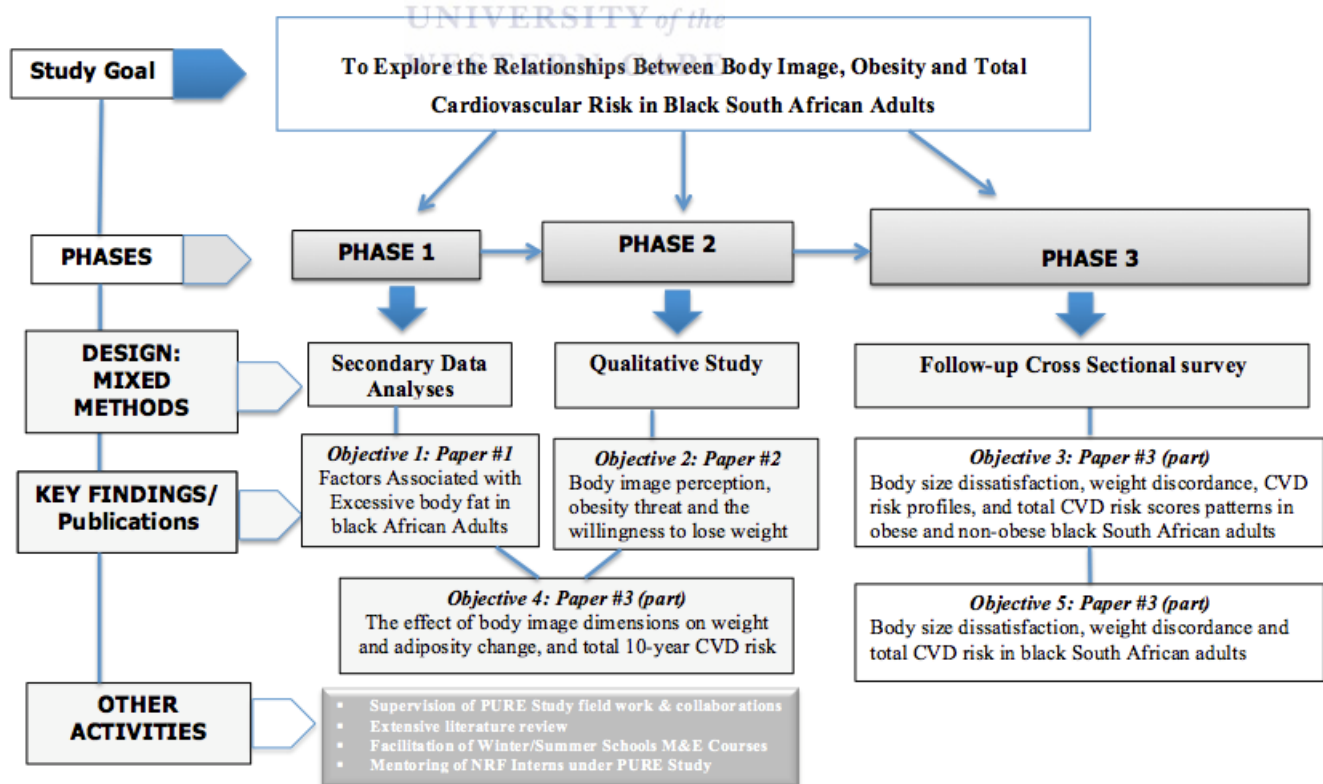 UNIVERSITY of the
WESTERN CAPE
Study Goal
To Explore the Relationships Between Body Image, Obesity and Total
Cardiovascular Risk in Black South African Adults
PHASES
PHASE 1
PHASE 2
PHASE 3
DESIGN:
MIXED
METHODS
Secondary Data
Analyses
Qualitative Study
Follow-up Cross Sectional survey
KEY FINDINGS/
Publications
Objective 1: Paper #1
Factors Associated with
Excessive body fat in
black African Adults
Objective 2: Paper #2
Body image perception,
obesity threat and the
willingness to lose weight
Objective 3: Paper #3 (part)
Body size dissatisfaction, weight discordance, CVD
risk profiles, and total CVD risk scores patterns in
obese and non-obese black South African adults
Objective 4: Paper #3 (part)
The effect of body image dimensions on weight
and adiposity change, and total 10-year CVD risk
Objective 5: Paper #3 (part)
Body size dissatisfaction, weight discordance and
total CVD risk in black South African adults
OTHER
ACTIVITIES
▪ Supervision of PURE Study field work & collaborations
▪ Extensive literature review
▪ Facilitation of Winter/Summer Schools M&E Courses
▪ Mentoring of NRF Interns under PURE Study